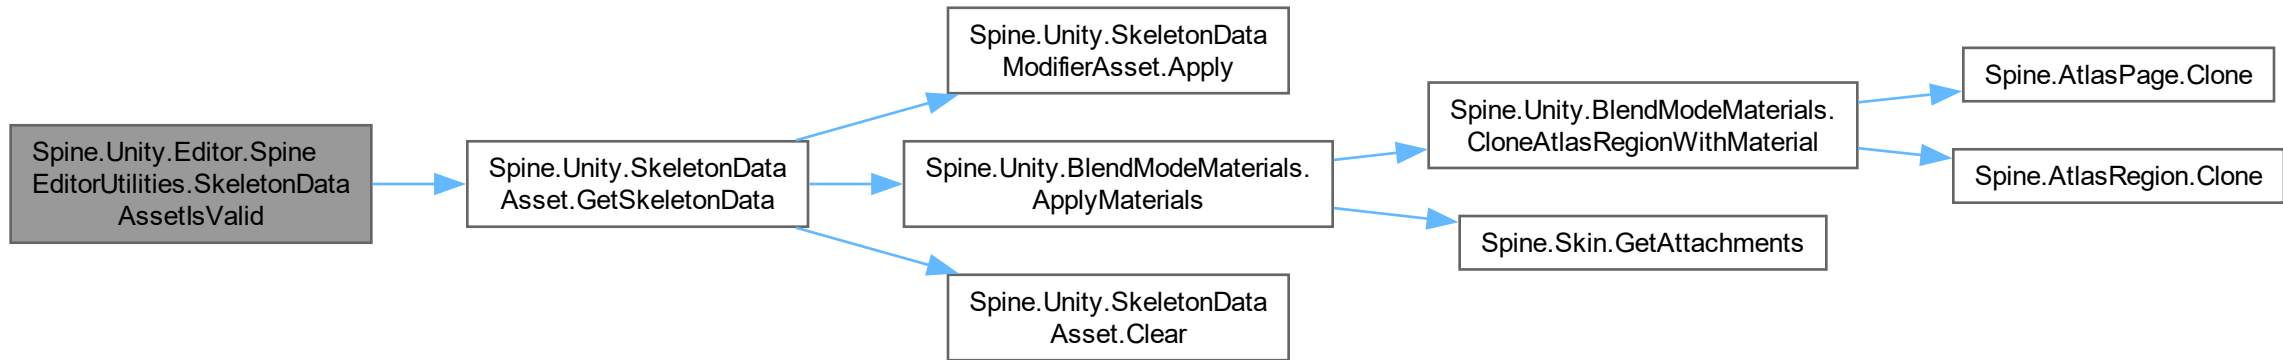 Spine.Unity.Editor.Spine
EditorUtilities.SkeletonData
AssetIsValid
Spine.Unity.SkeletonData
Asset.GetSkeletonData
Spine.Unity.SkeletonData
ModifierAsset.Apply
Spine.Unity.BlendModeMaterials.
ApplyMaterials
Spine.Unity.SkeletonData
Asset.Clear
Spine.Unity.BlendModeMaterials.
CloneAtlasRegionWithMaterial
Spine.Skin.GetAttachments
Spine.AtlasPage.Clone
Spine.AtlasRegion.Clone